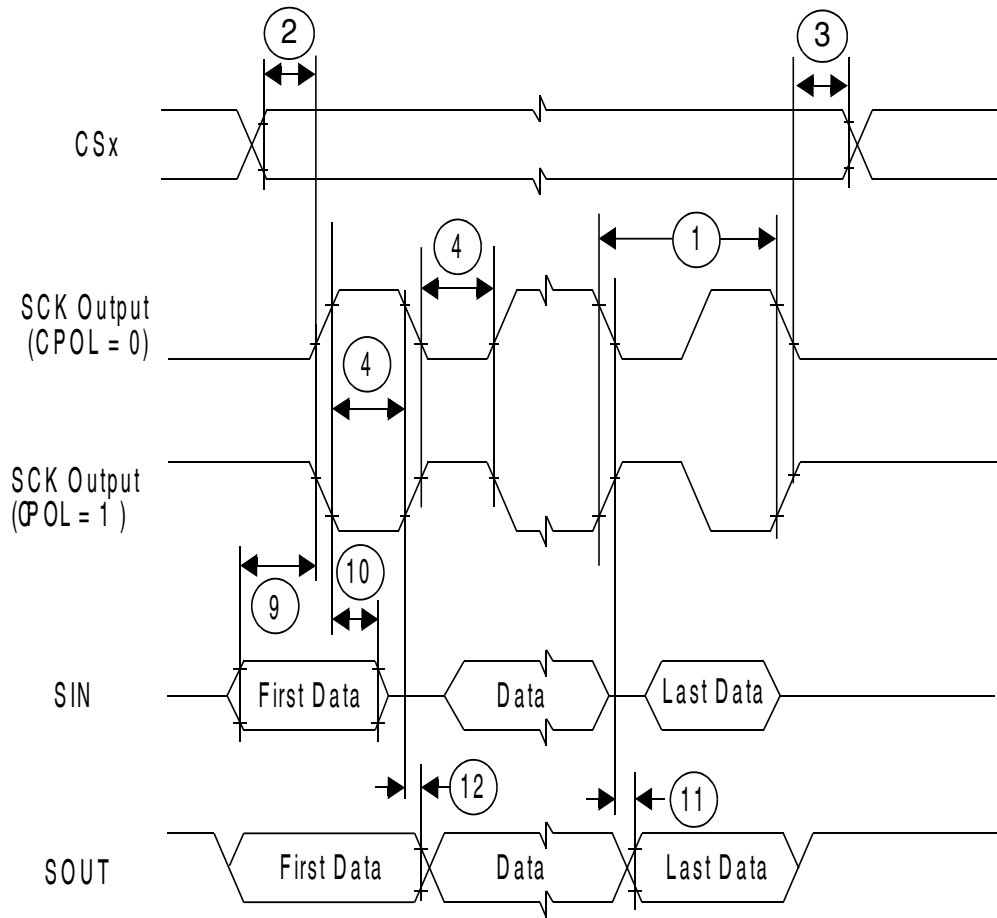 2
3
CSx
1
4
SCK Output
(CPOL = 0)
4
SCK Output
(CPOL = 1 )
10
9
SIN
First Data
Data
Last Data
12
11
SOUT
First Data
Data
Last Data